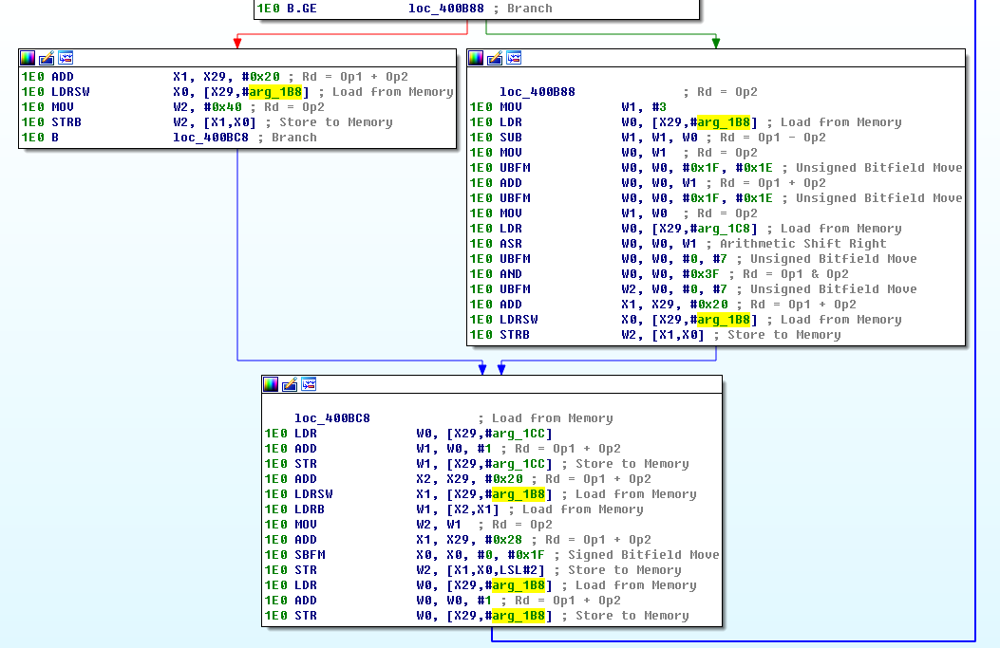 1E0 B.GE loc_400B88 ; Branch
1E0 ADD X1, X29, #0x20 ; Rd = Op1 + Op2
1E0 LDRSW X0, [X29,#arg_1B8] ; Load from Memory
1E0 MOV W2, #0x40 ; Rd = Op2
1E0 STRB W2, [X1,X0] ; Store to Memory
1E0 B loc_400BC8 ; Branch
loc_400B88 ; Rd = Op2
1E0 MOV W1, #3
1E0 LDR W0, [X29,#arg_1B8] ; Load from Memory
1E0 SUB W1, W1, W0 ; Rd = Op1 - Op2
1E0 MOV W0, W1 ; Rd = Op2
1E0 UBFM W0, W0, #0x1F, #0x1E ; Unsigned Bitfield Move
1E0 ADD W0, W0, W1 ; Rd = Op1 + Op2
1E0 UBFM W0, W0, #0x1F, #0x1E ; Unsigned Bitfield Move
1E0 MOV W1, W0 ; Rd = Op2
1E0 LDR W0, [X29,#arg_1C8] ; Load from Memory
1E0 ASR W0, W0, W1 ; Arithmetic Shift Right
1E0 UBFM W0, W0, #0, #7 ; Unsigned Bitfield Move
1E0 AND W0, W0, #0x3F ; Rd = Op1 & Op2
1E0 UBFM W2, W0, #0, #7 ; Unsigned Bitfield Move
1E0 ADD X1, X29, #0x20 ; Rd = Op1 + Op2
1E0 LDRSW X0, [X29,#arg_1B8] ; Load from Memory
1E0 STRB W2, [X1,X0] ; Store to Memory
loc_400BC8 ; Load from Memory
1E0 LDR W0, [X29,#arg_1CC]
1E0 ADD W1, W0, #1 ; Rd = Op1 + Op2
1E0 STR W1, [X29,#arg_1CC] ; Store to Memory
1E0 ADD X2, X29, #0x20 ; Rd = Op1 + Op2
1E0 LDRSW X1, [X29,#arg_1B8] ; Load from Memory
1E0 LDRB W1, [X2,X1] ; Load from Memory
1E0 MOV W2, W1 ; Rd = Op2
1E0 ADD X1, X29, #0x28 ; Rd = Op1 + Op2
1E0 SBFM X0, X0, #0, #0x1F ; Signed Bitfield Move
1E0 STR W2, [X1,X0,LSL#2] ; Store to Memory
1E0 LDR W0, [X29,#arg_1B8] ; Load from Memory
1E0 ADD W0, W0, #1 ; Rd = Op1 + Op2
1E0 STR W0, [X29,#arg_1B8] ; Store to Memory